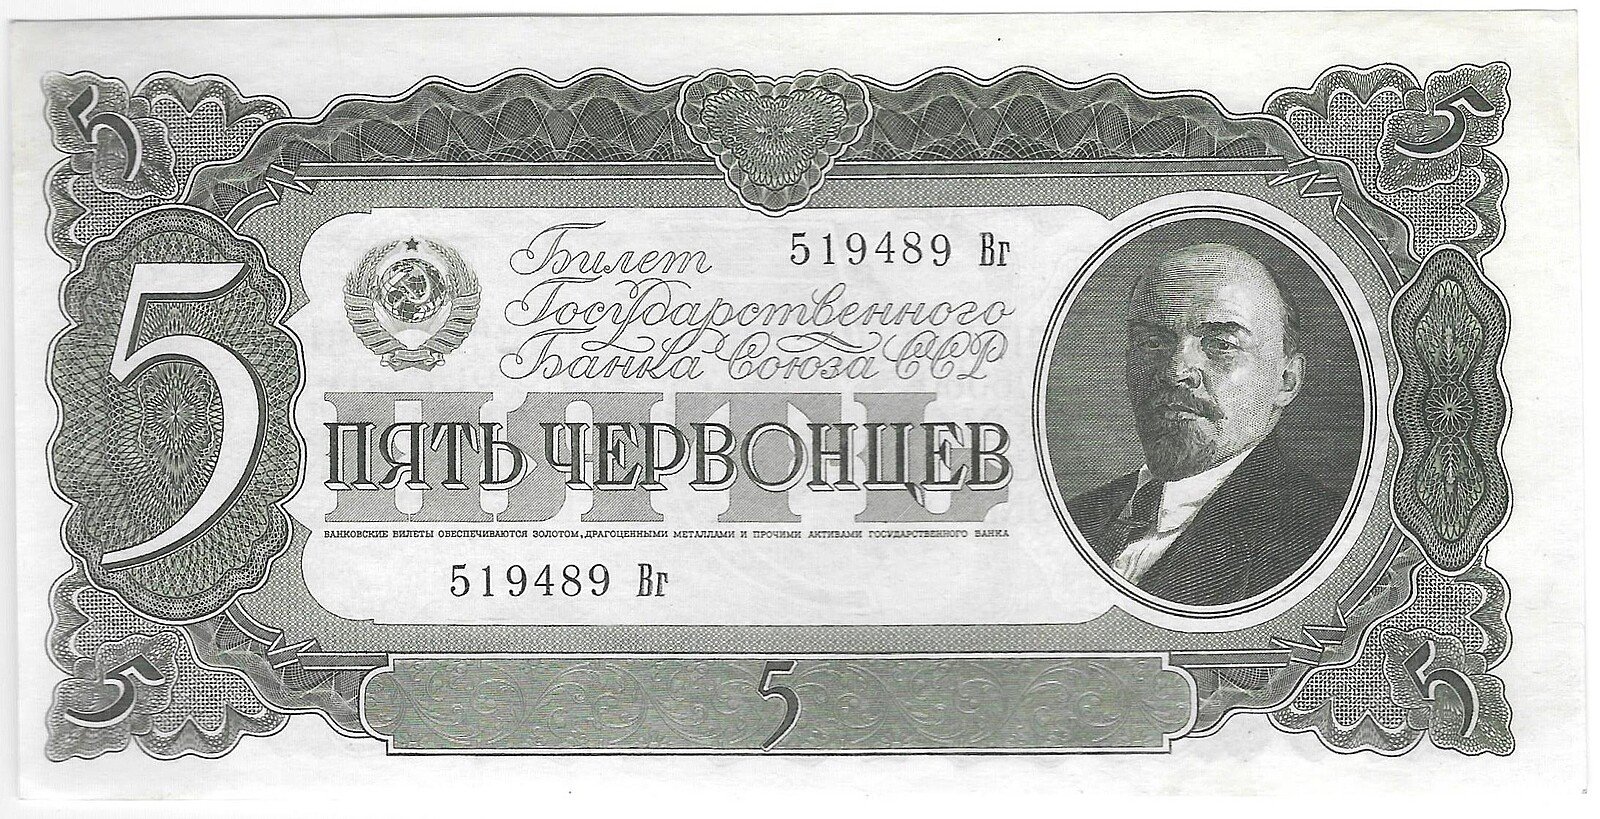 5 5
Билет 519489 Вг
Государственного
Банка Союза ССР
5
ПЯТЬ
ПЯТЬ ЧЕРВОНЦЕВ
БАНКОВСКИЕ БИЛЕТЫ ОБЕСПЕЧИВАЮТСЯ ЗОЛОТОМ, ДРАГОЦЕННЫМИ МЕТАЛЛАМИ И ПРОЧИМИ АКТИВАМИ ГОСУДАРСТВЕННОГО БАНКА
519489 Вг
5 5 5